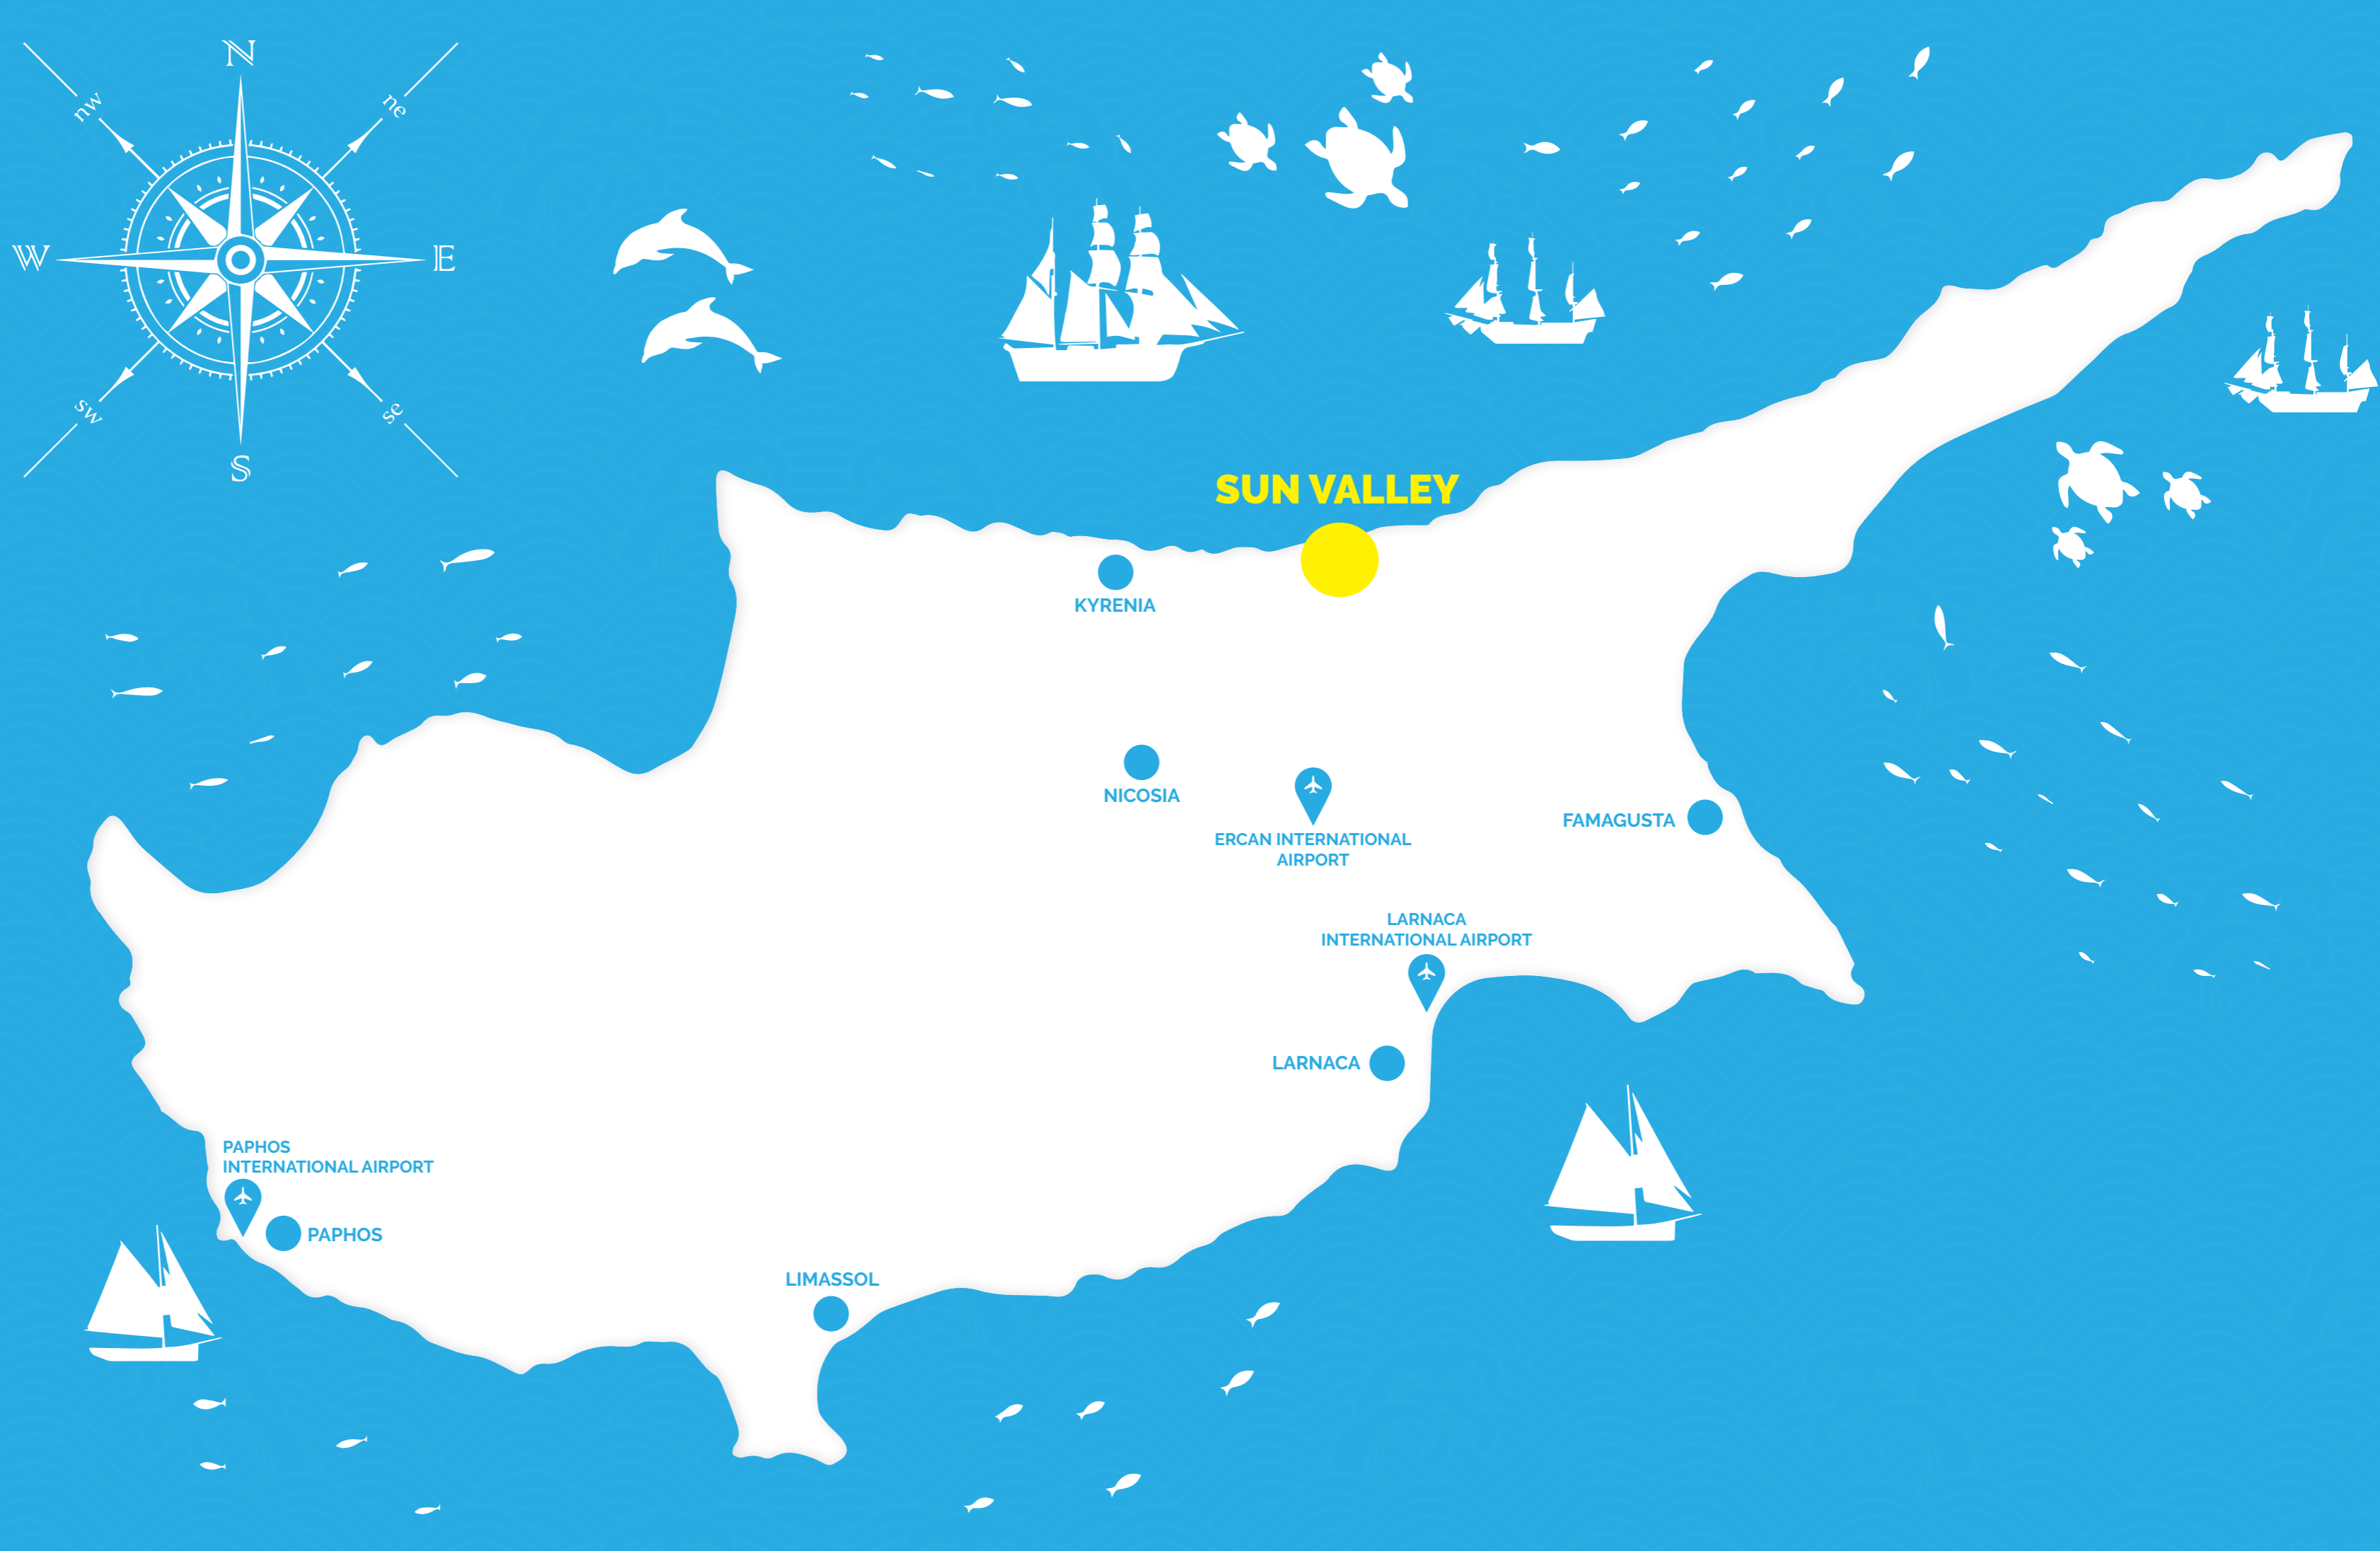 N
nw
ne
W
E
sw
se
S
SUN VALLEY
KYRENIA
NICOSIA
ERCAN INTERNATIONAL
AIRPORT
FAMAGUSTA
LARNACA
INTERNATIONAL AIRPORT
LARNACA
PAPHOS
INTERNATIONAL AIRPORT
PAPHOS
LIMASSOL